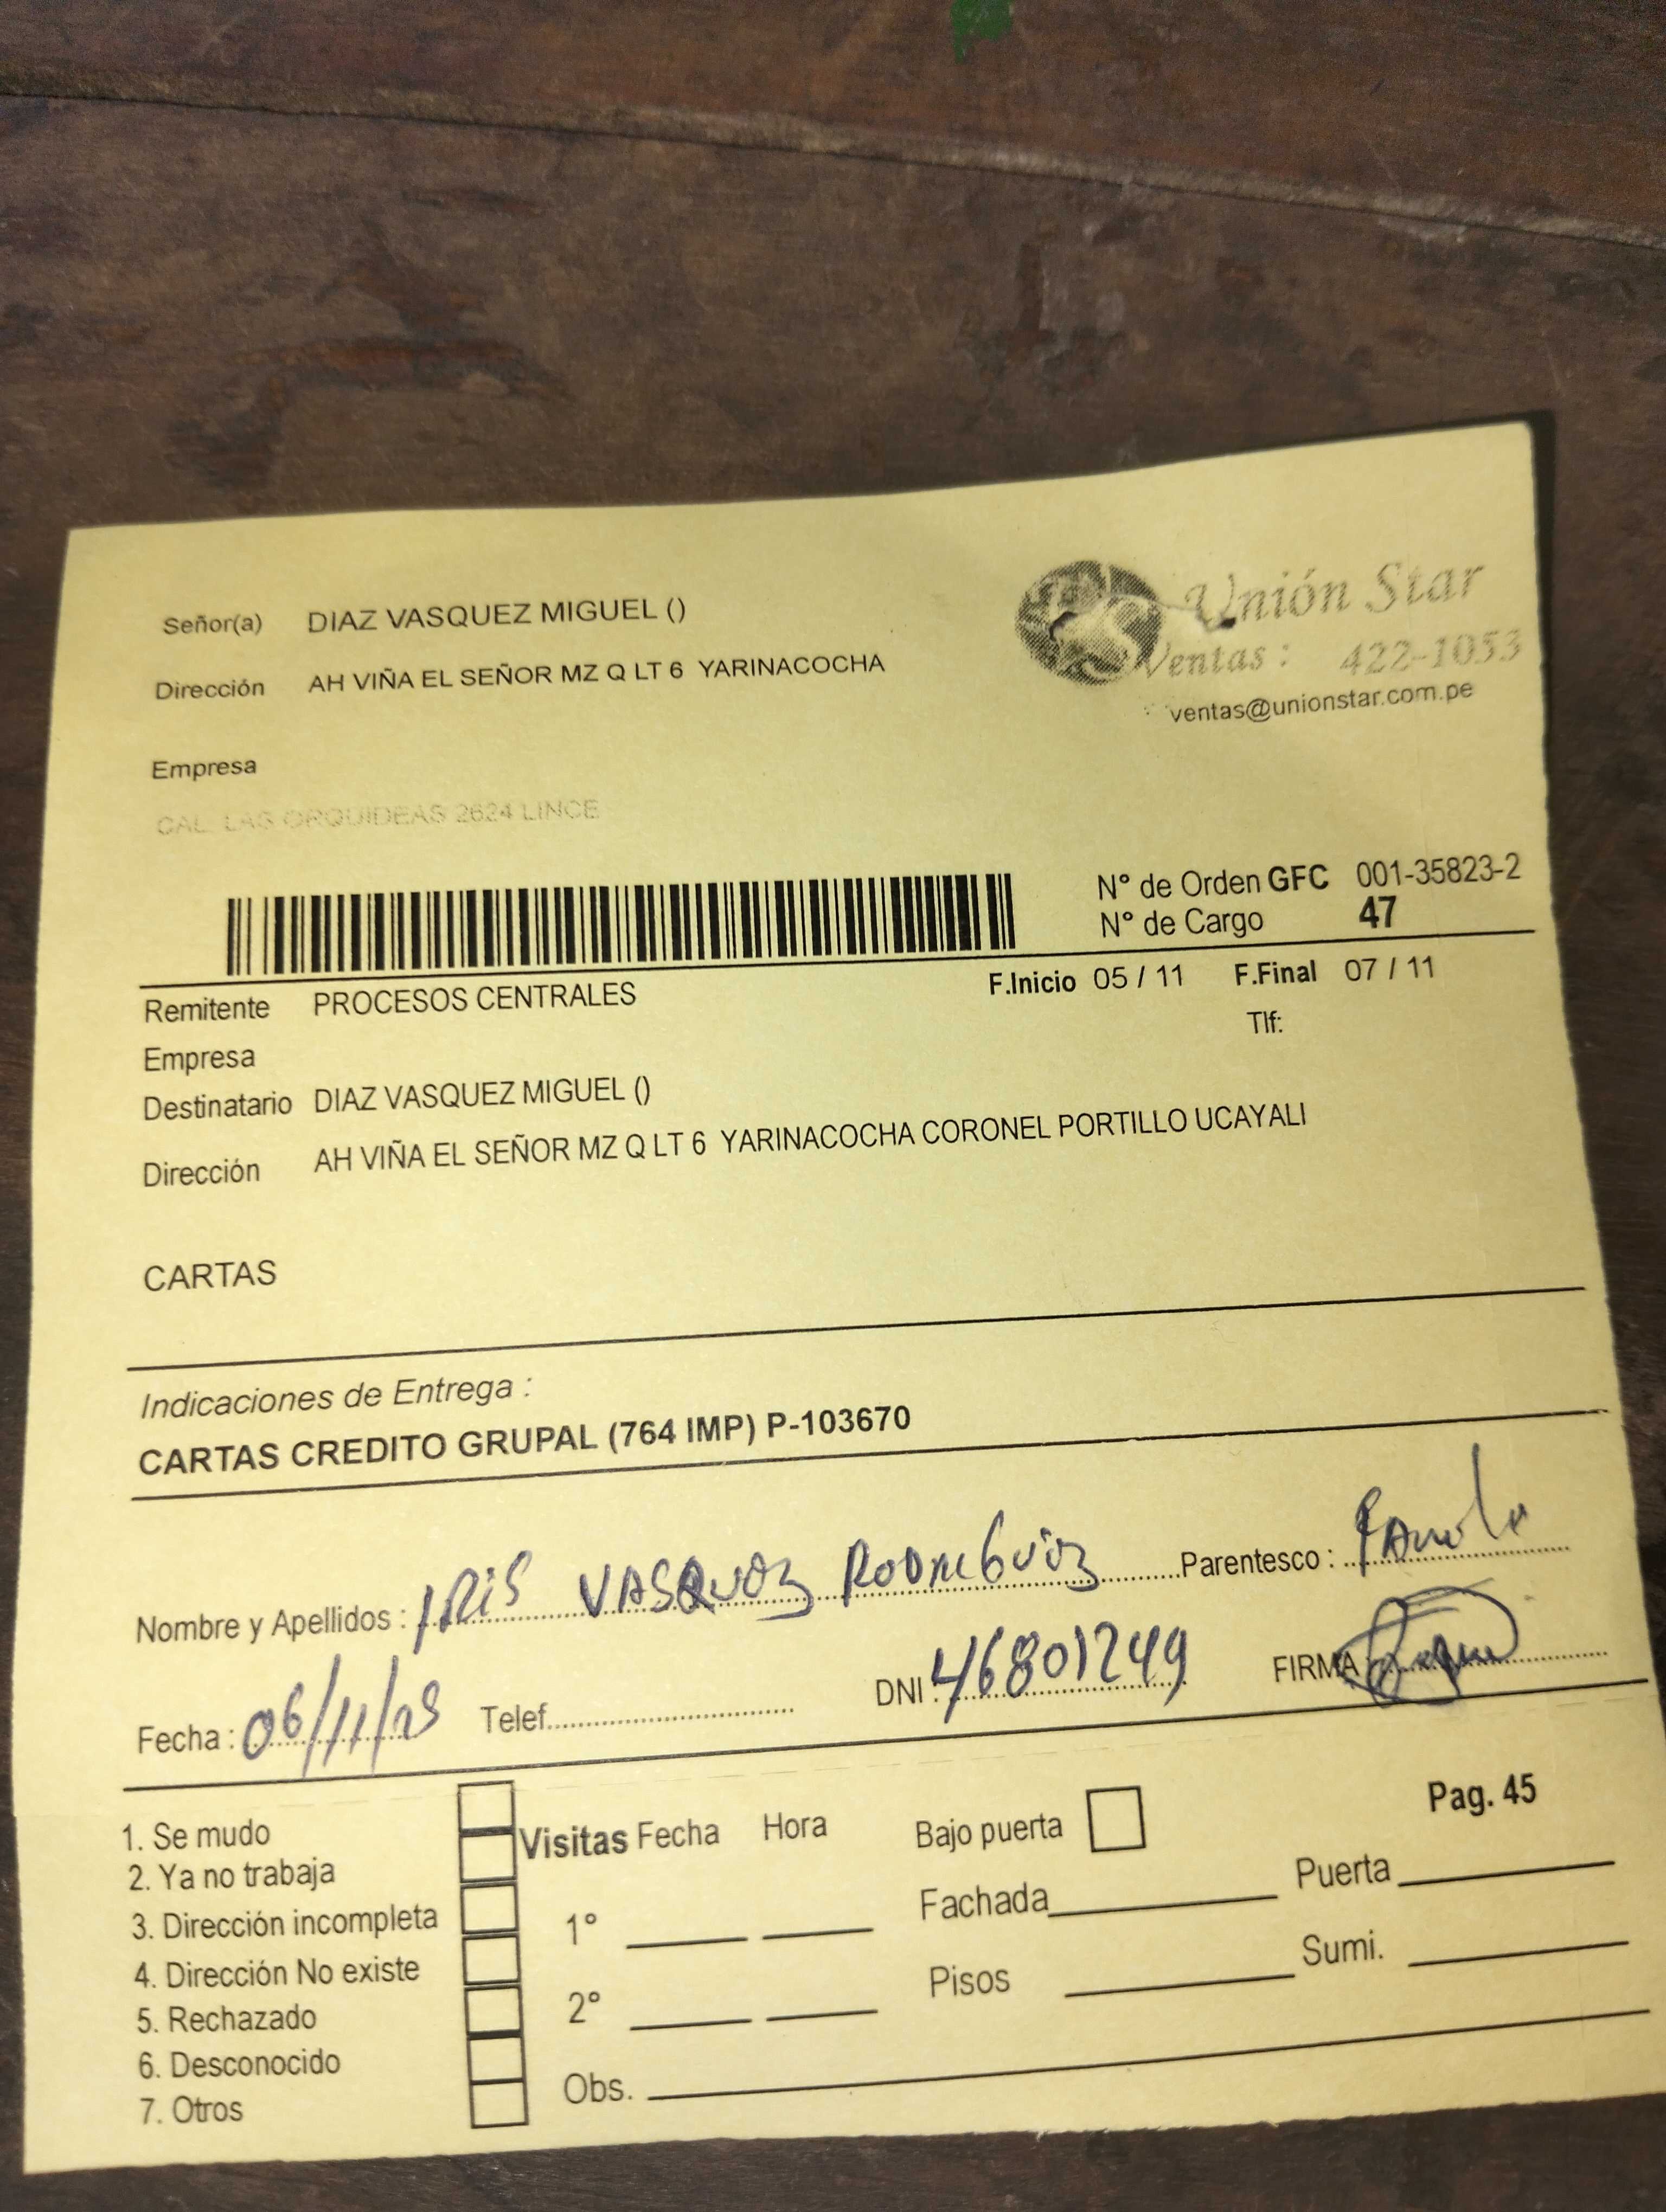 Señor(a) DIAZ VASQUEZ MIGUEL ()
Unión Star
Dirección AH VIÑA EL SEÑOR MZ Q LT 6 YARINACOCHA
Ventas : 422-1053
ventas@unionstar.com.pe
Empresa
CAL. LAS ORQUIDEAS 2624 LINCE
N° de Orden GFC 001-35823-2
N° de Cargo 47
Remitente PROCESOS CENTRALES
F.Inicio 05 / 11 F.Final 07 / 11
Tlf:
Empresa
Destinatario DIAZ VASQUEZ MIGUEL ()
Dirección AH VIÑA EL SEÑOR MZ Q LT 6 YARINACOCHA CORONEL PORTILLO UCAYALI
CARTAS
Indicaciones de Entrega :
CARTAS CREDITO GRUPAL (764 IMP) P-103670
Nombre y Apellidos : IRIS VASQUEZ RODRIGUEZ Parentesco :
Fecha : 06/11/ Telef. DNI : 46801249 FIRMA
1. Se mudo
2. Ya no trabaja
3. Dirección incompleta
4. Dirección No existe
5. Rechazado
6. Desconocido
7. Otros
Visitas Fecha Hora
1°
2°
Obs.
Bajo puerta
Fachada
Pisos
Pag. 45
Puerta
Sumi.